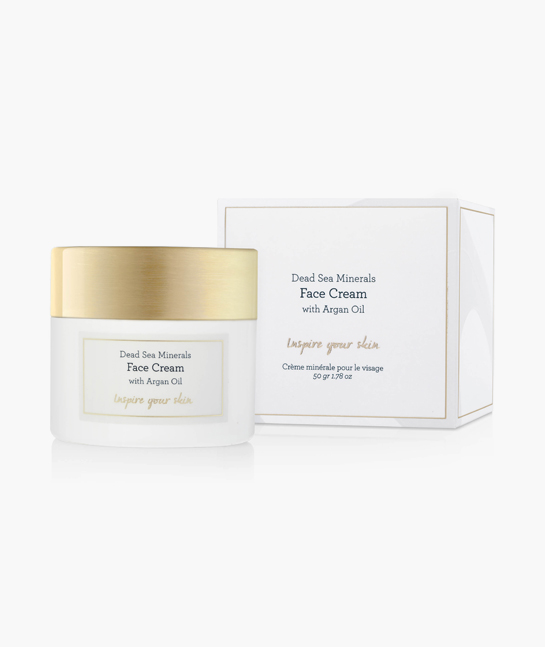 Dead Sea Minerals
Face Cream
with Argan Oil
Inspire your skin
Dead Sea Minerals
Face Cream
with Argan Oil
Inspire your skin
Crème minérale pour le visage
50 gr 1.78 oz